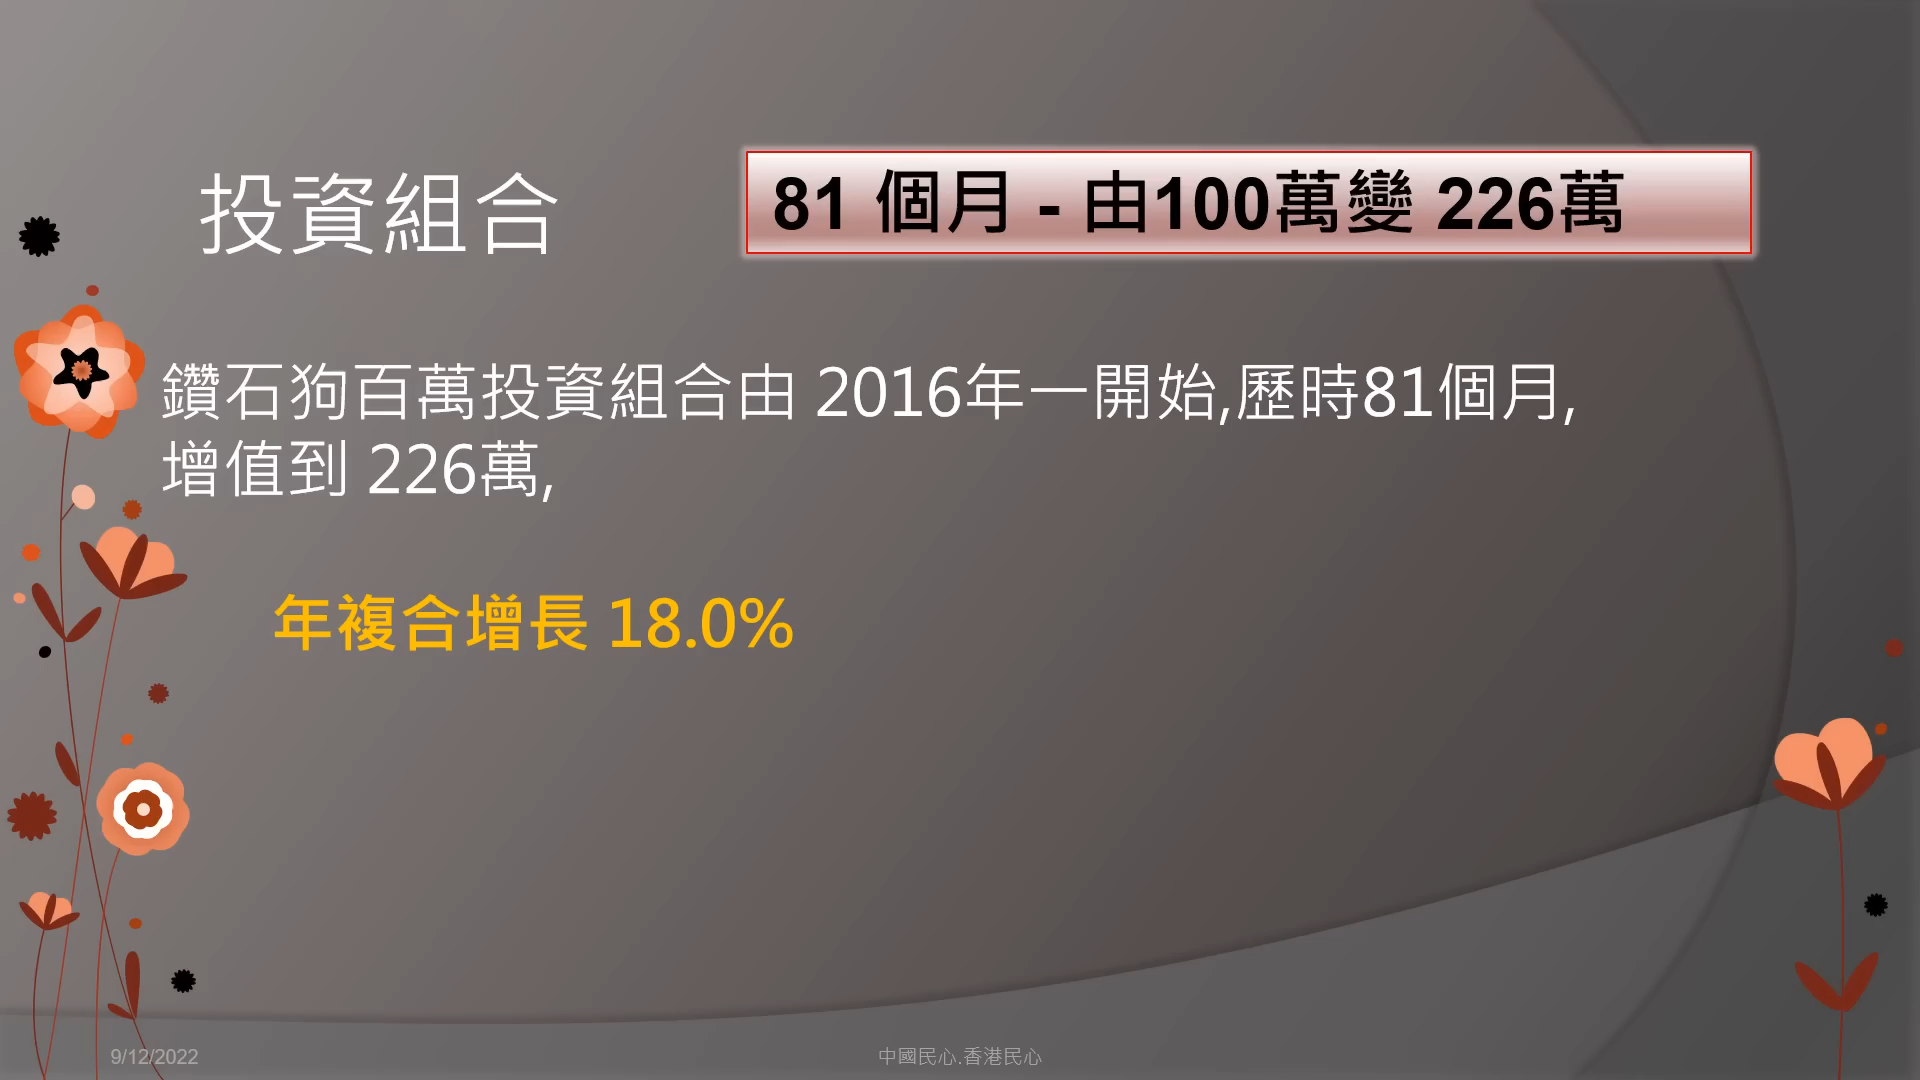 投資組合
81 個月 - 由100萬變 226萬
鑽石狗百萬投資組合由 2016年一開始,歷時81個月,
增值到 226萬,
年複合增長 18.0%
9/12/2022
中國民心.香港民心